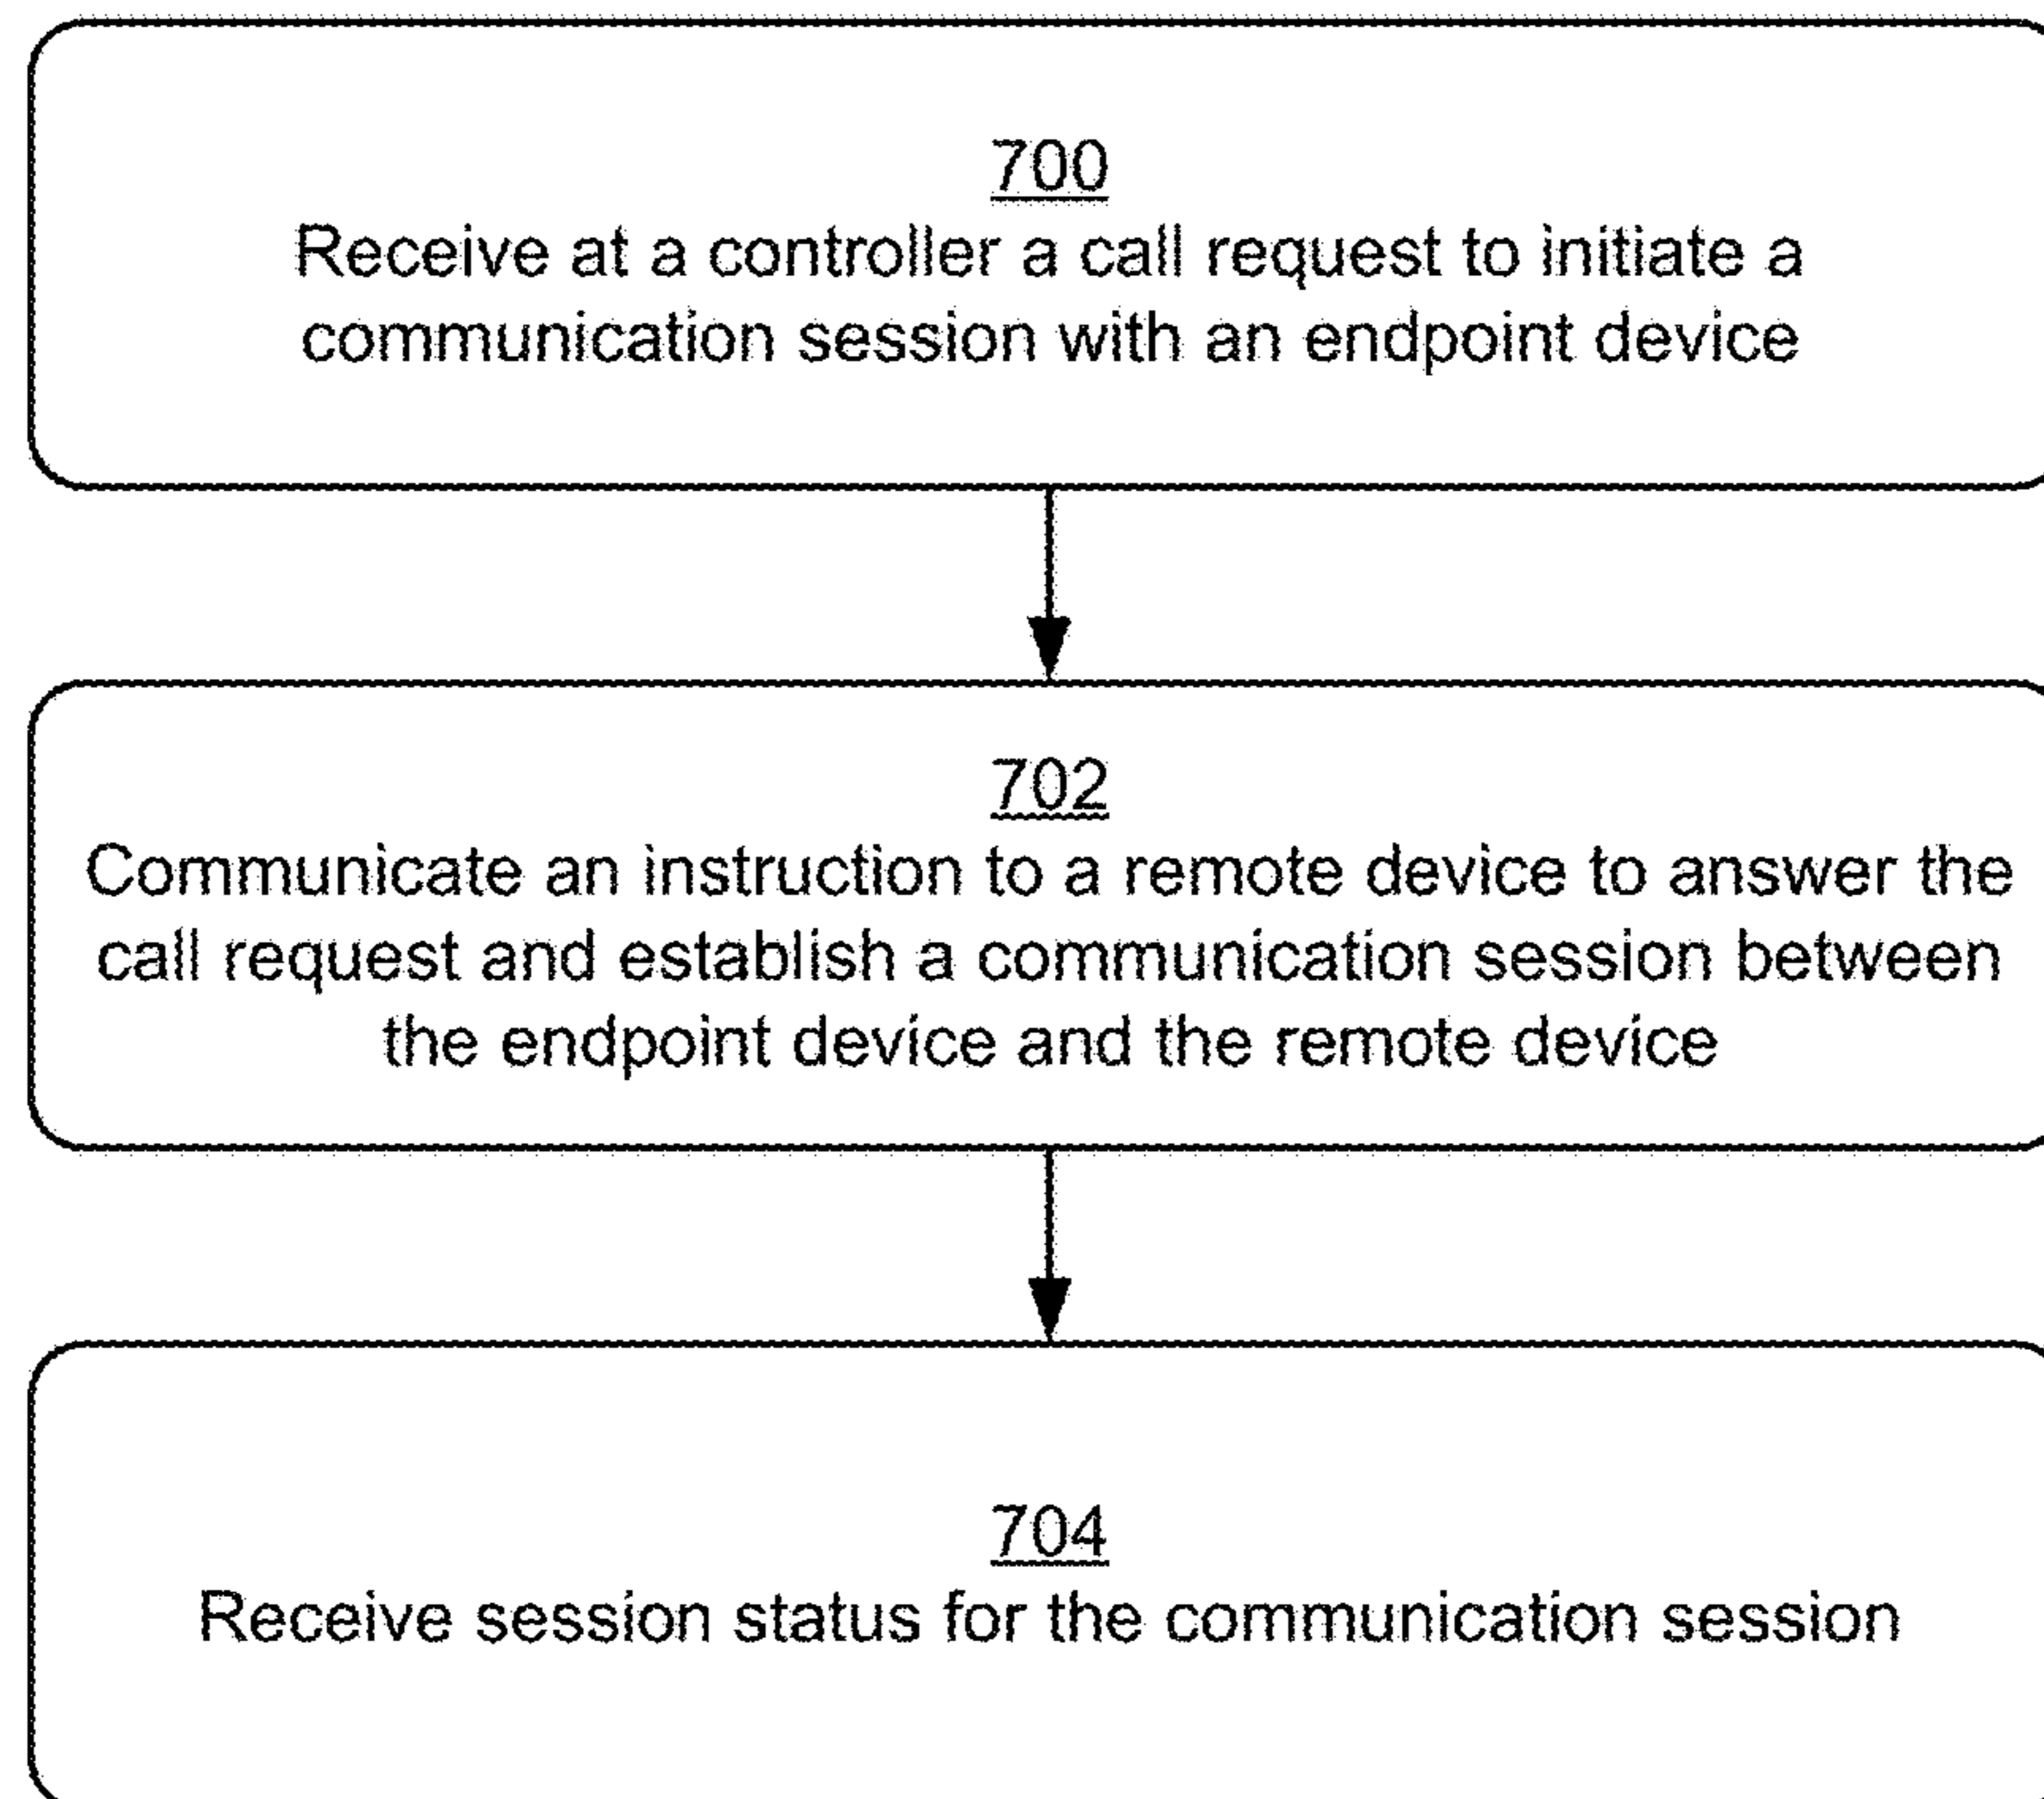 700
Receive at a controller a call request to initiate a
communication session with an endpoint device
702
Communicate an instruction to a remote device to answer the
call request and establish a communication session between
the endpoint device and the remote device
704
Receive session status for the communication session